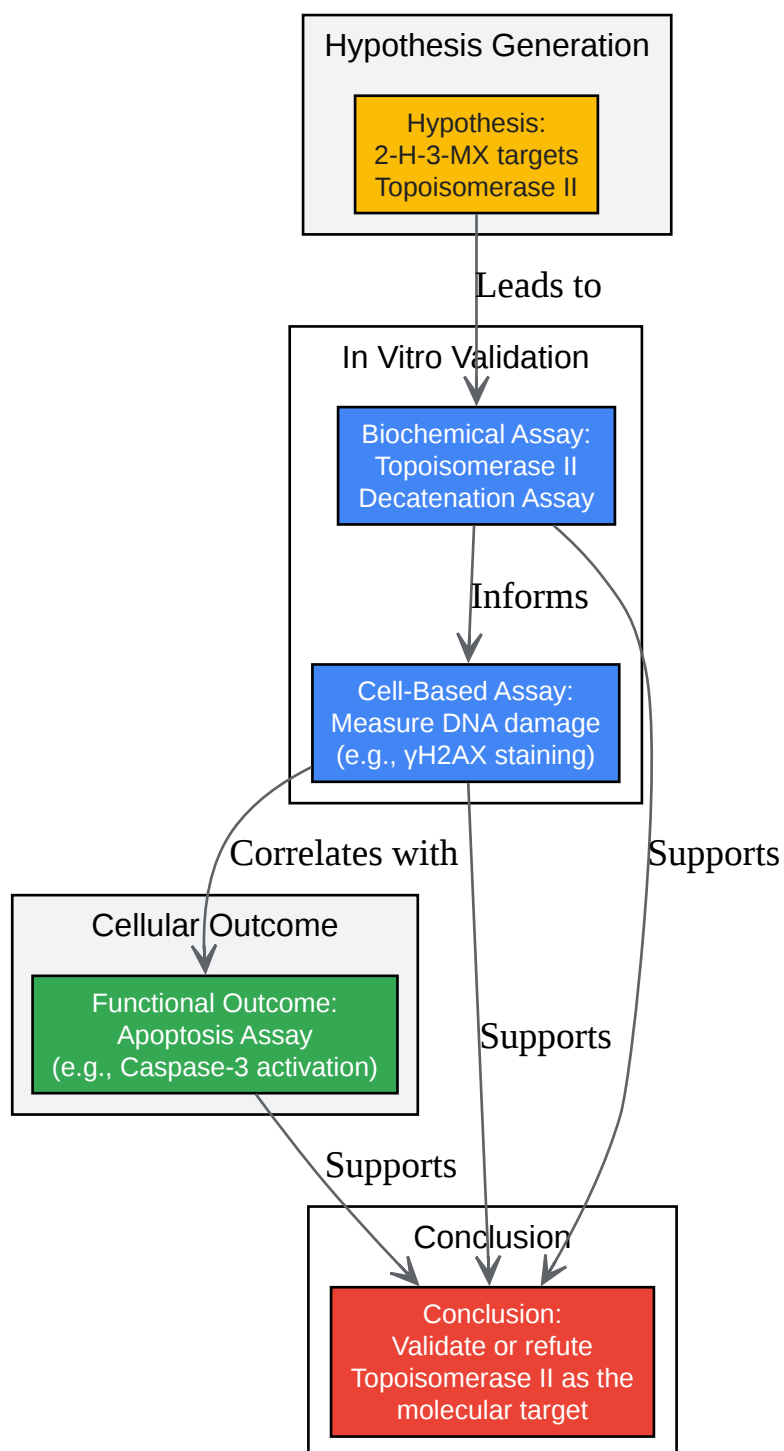 Hypothesis Generation
Hypothesis:
2-H-3-MX targets
Topoisomerase II
Leads to
In Vitro Validation
Biochemical Assay:
Topoisomerase II
Decatenation Assay
Informs
Cell-Based Assay:
Measure DNA damage
(e.g., γH2AX staining)
Correlates with
Supports
Cellular Outcome
Functional Outcome:
Apoptosis Assay
(e.g., Caspase-3 activation)
Supports
Supports
Conclusion
Conclusion:
Validate or refute
Topoisomerase II as the
molecular target